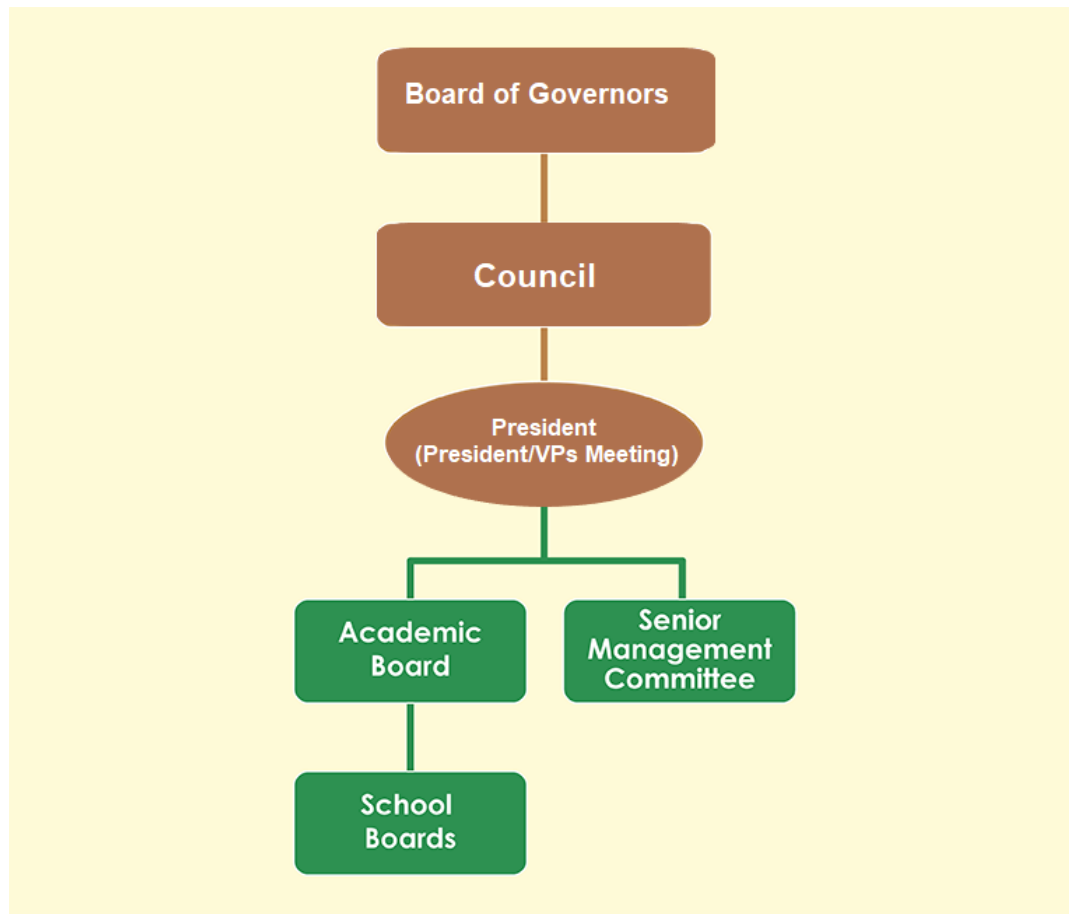 Board of Governors
Council
President
(President/VPs Meeting)
Academic
Board
Senior
Management
Committee
School
Boards